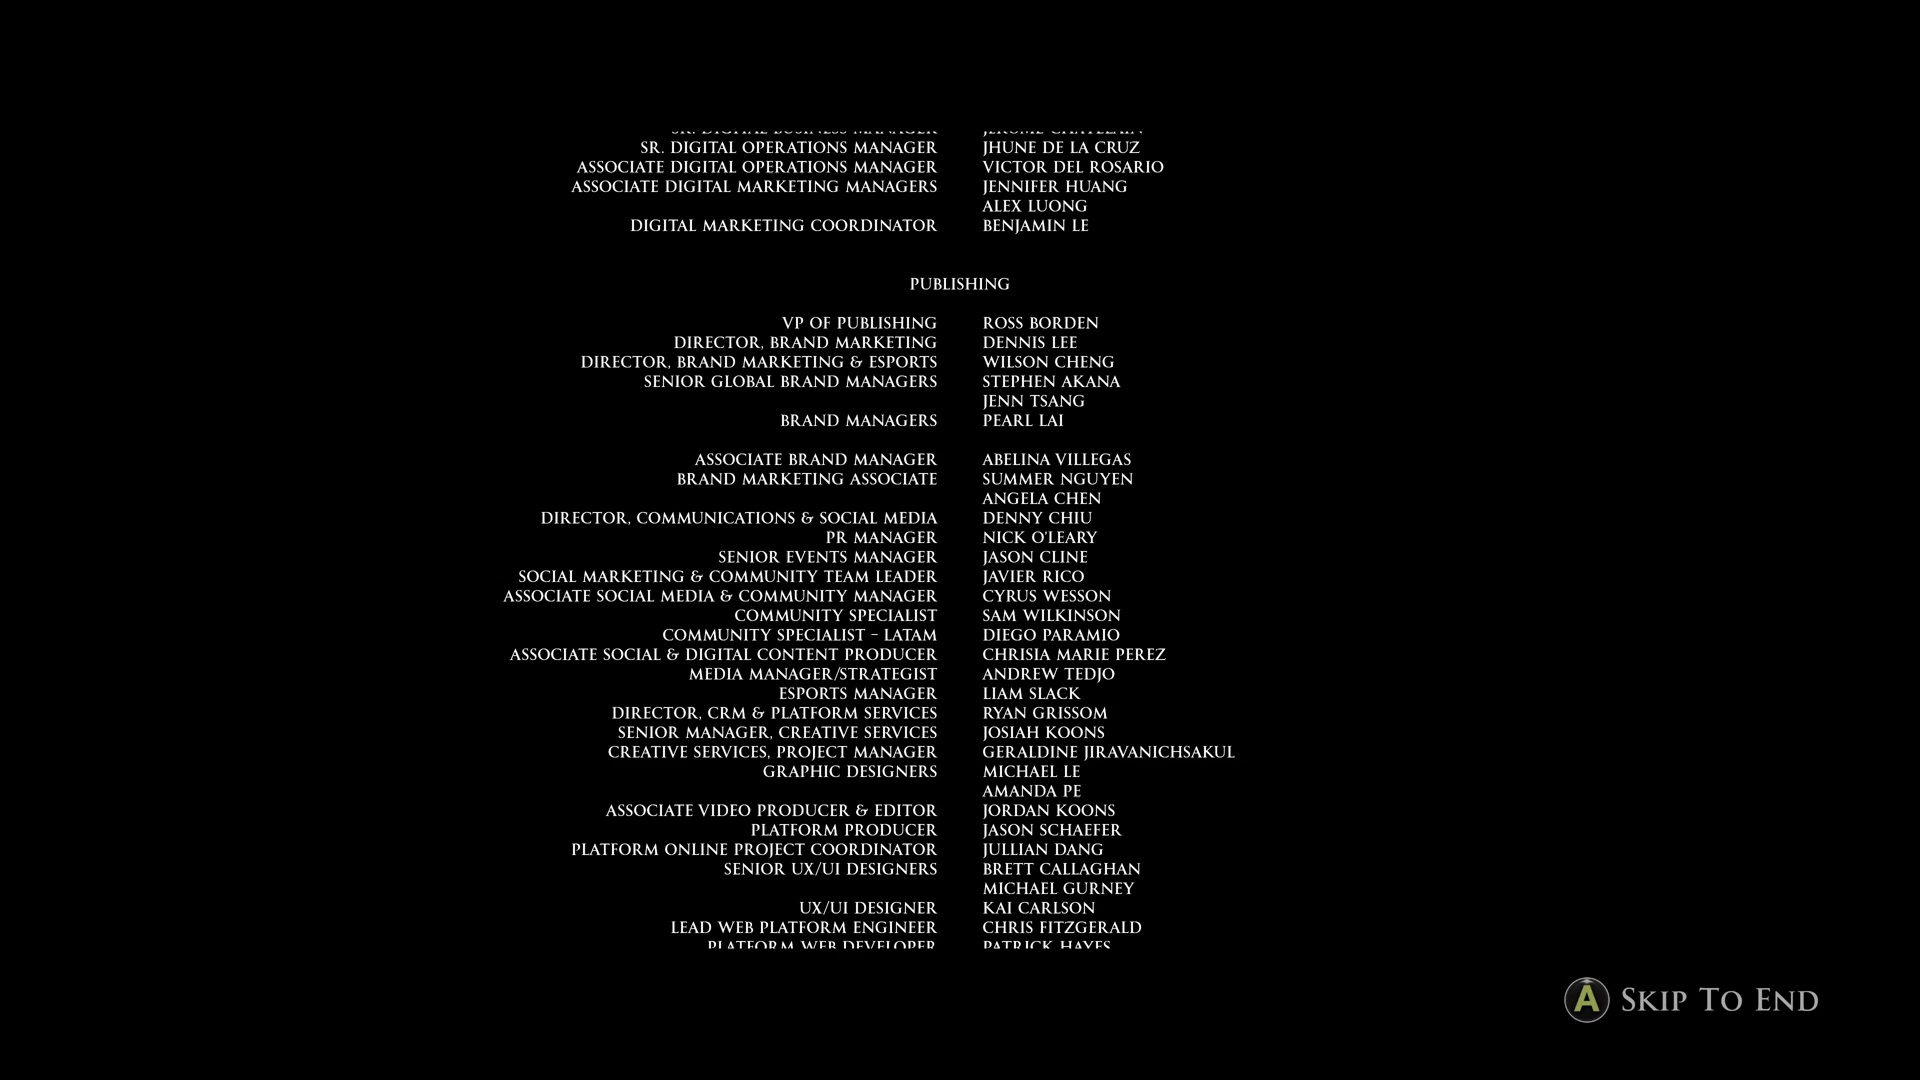 SR. DIGITAL BUSINESS MANAGER JEROME CHATELAIN
SR. DIGITAL OPERATIONS MANAGER JHUNE DE LA CRUZ
ASSOCIATE DIGITAL OPERATIONS MANAGER VICTOR DEL ROSARIO
ASSOCIATE DIGITAL MARKETING MANAGERS JENNIFER HUANG
ALEX LUONG
DIGITAL MARKETING COORDINATOR BENJAMIN LE
PUBLISHING
VP OF PUBLISHING ROSS BORDEN
DIRECTOR, BRAND MARKETING DENNIS LEE
DIRECTOR, BRAND MARKETING & ESPORTS WILSON CHENG
SENIOR GLOBAL BRAND MANAGERS STEPHEN AKANA
JENN TSANG
BRAND MANAGERS PEARL LAI
ASSOCIATE BRAND MANAGER ABELINA VILLEGAS
BRAND MARKETING ASSOCIATE SUMMER NGUYEN
ANGELA CHEN
DIRECTOR, COMMUNICATIONS & SOCIAL MEDIA DENNY CHIU
PR MANAGER NICK O'LEARY
SENIOR EVENTS MANAGER JASON CLINE
SOCIAL MARKETING & COMMUNITY TEAM LEADER JAVIER RICO
ASSOCIATE SOCIAL MEDIA & COMMUNITY MANAGER CYRUS WESSON
COMMUNITY SPECIALIST SAM WILKINSON
COMMUNITY SPECIALIST - LATAM DIEGO PARAMIO
ASSOCIATE SOCIAL & DIGITAL CONTENT PRODUCER CHRISIA MARIE PEREZ
MEDIA MANAGER/STRATEGIST ANDREW TEDJO
ESPORTS MANAGER LIAM SLACK
DIRECTOR, CRM & PLATFORM SERVICES RYAN GRISSOM
SENIOR MANAGER, CREATIVE SERVICES JOSIAH KOONS
CREATIVE SERVICES, PROJECT MANAGER GERALDINE JIRAVANICHSAKUL
GRAPHIC DESIGNERS MICHAEL LE
AMANDA PE
ASSOCIATE VIDEO PRODUCER & EDITOR JORDAN KOONS
PLATFORM PRODUCER JASON SCHAEFER
PLATFORM ONLINE PROJECT COORDINATOR JULLIAN DANG
SENIOR UX/UI DESIGNERS BRETT CALLAGHAN
MICHAEL GURNEY
UX/UI DESIGNER KAI CARLSON
LEAD WEB PLATFORM ENGINEER CHRIS FITZGERALD
PLATFORM WEB DEVELOPER PATRICK HAYES
A SKIP TO END